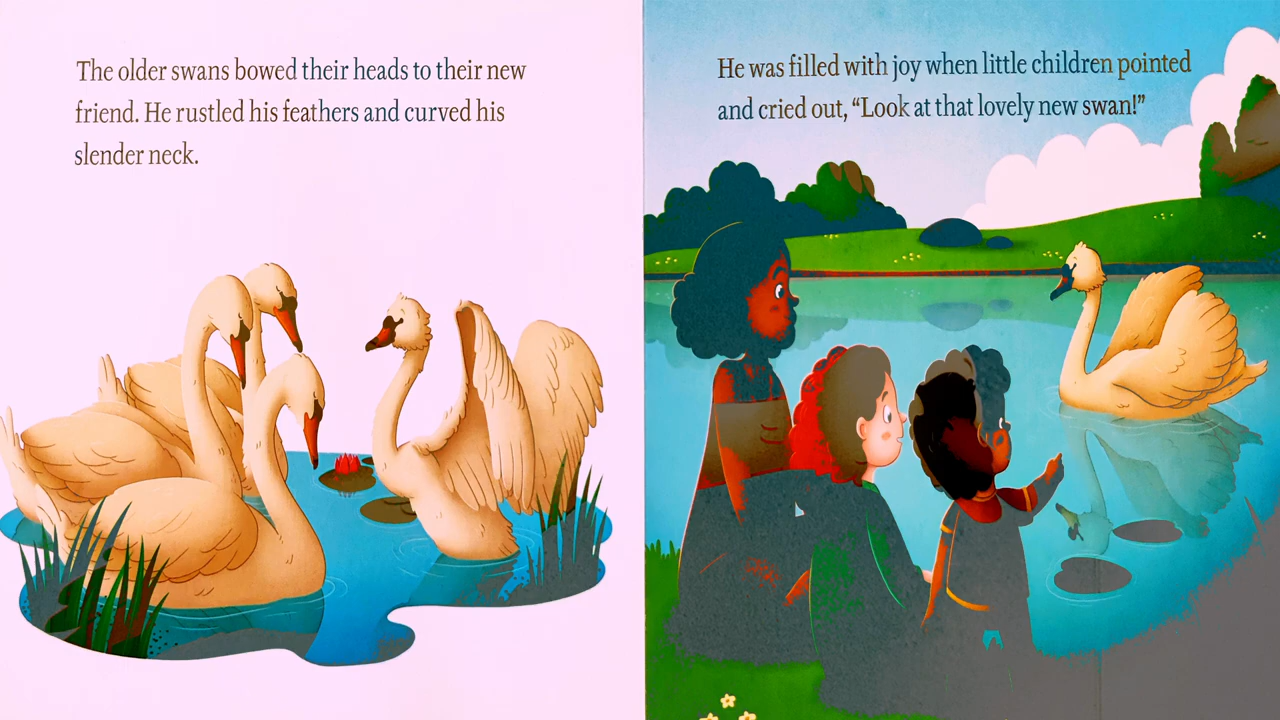 The older swans bowed their heads to their new
friend. He rustled his feathers and curved his
slender neck.
He was filled with joy when little children pointed
and cried out, “Look at that lovely new swan!”